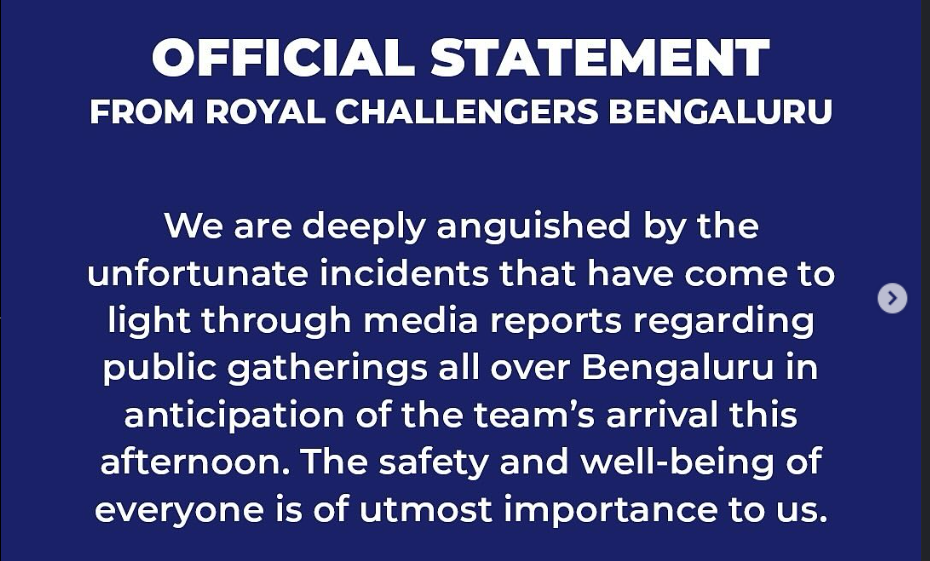 OFFICIAL STATEMENT
FROM ROYAL CHALLENGERS BENGALURU
We are deeply anguished by the
unfortunate incidents that have come to
light through media reports regarding
public gatherings all over Bengaluru in
anticipation of the team’s arrival this
afternoon. The safety and well-being of
everyone is of utmost importance to us.